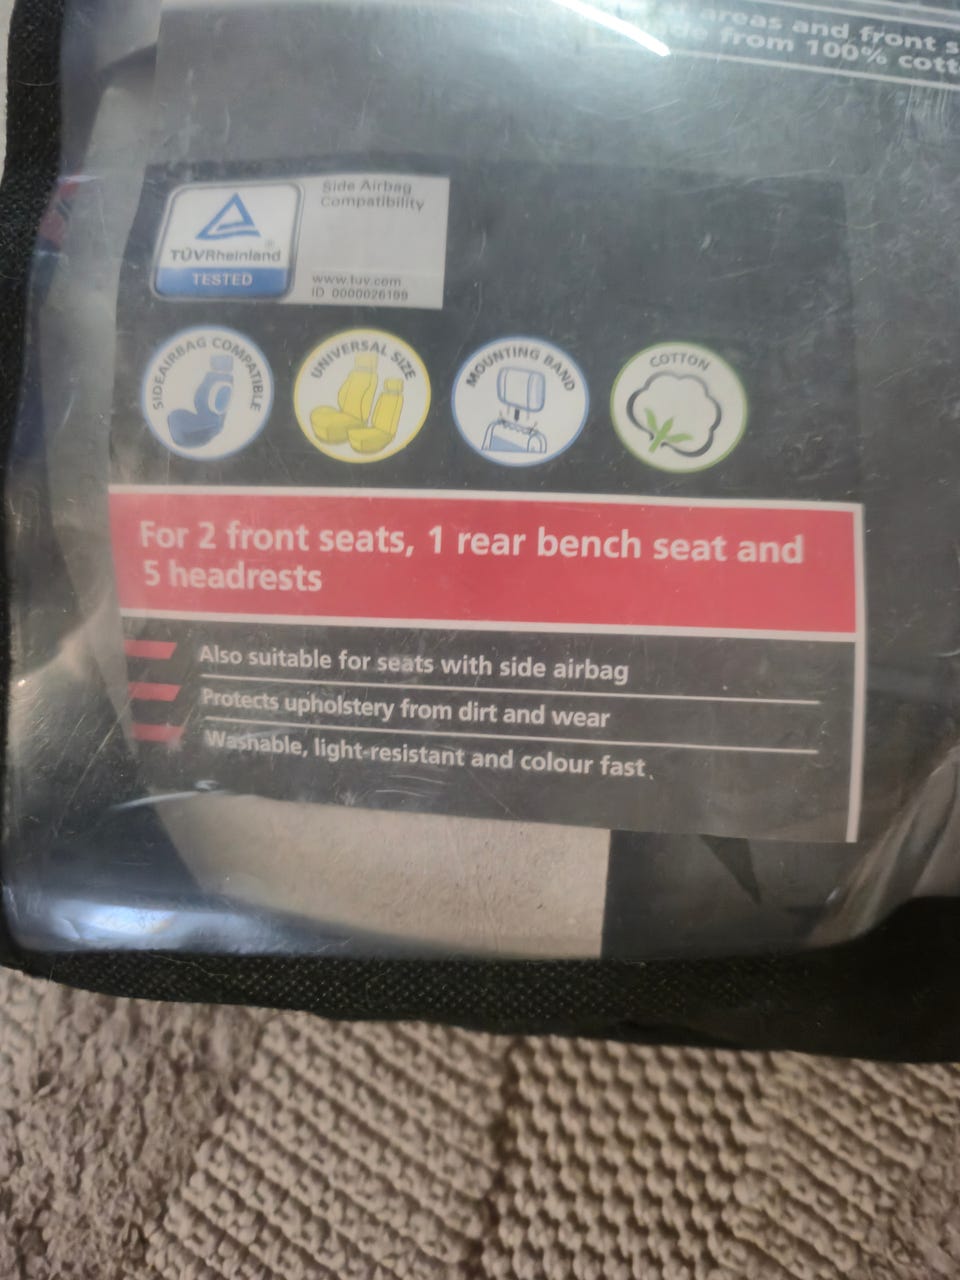 areas and front
from 100%
Side Airbag
Compatibility
TÜVRheinland®
TESTED
www.tuv.com
ID 0000026199
SIDEAIRBAG COMPATIBLE
UNIVERSAL SIZE
MOUNTING BAND
COTTON
For 2 front seats, 1 rear bench seat and
5 headrests
Also suitable for seats with side airbag
Protects upholstery from dirt and wear
Washable, light-resistant and colour fast.